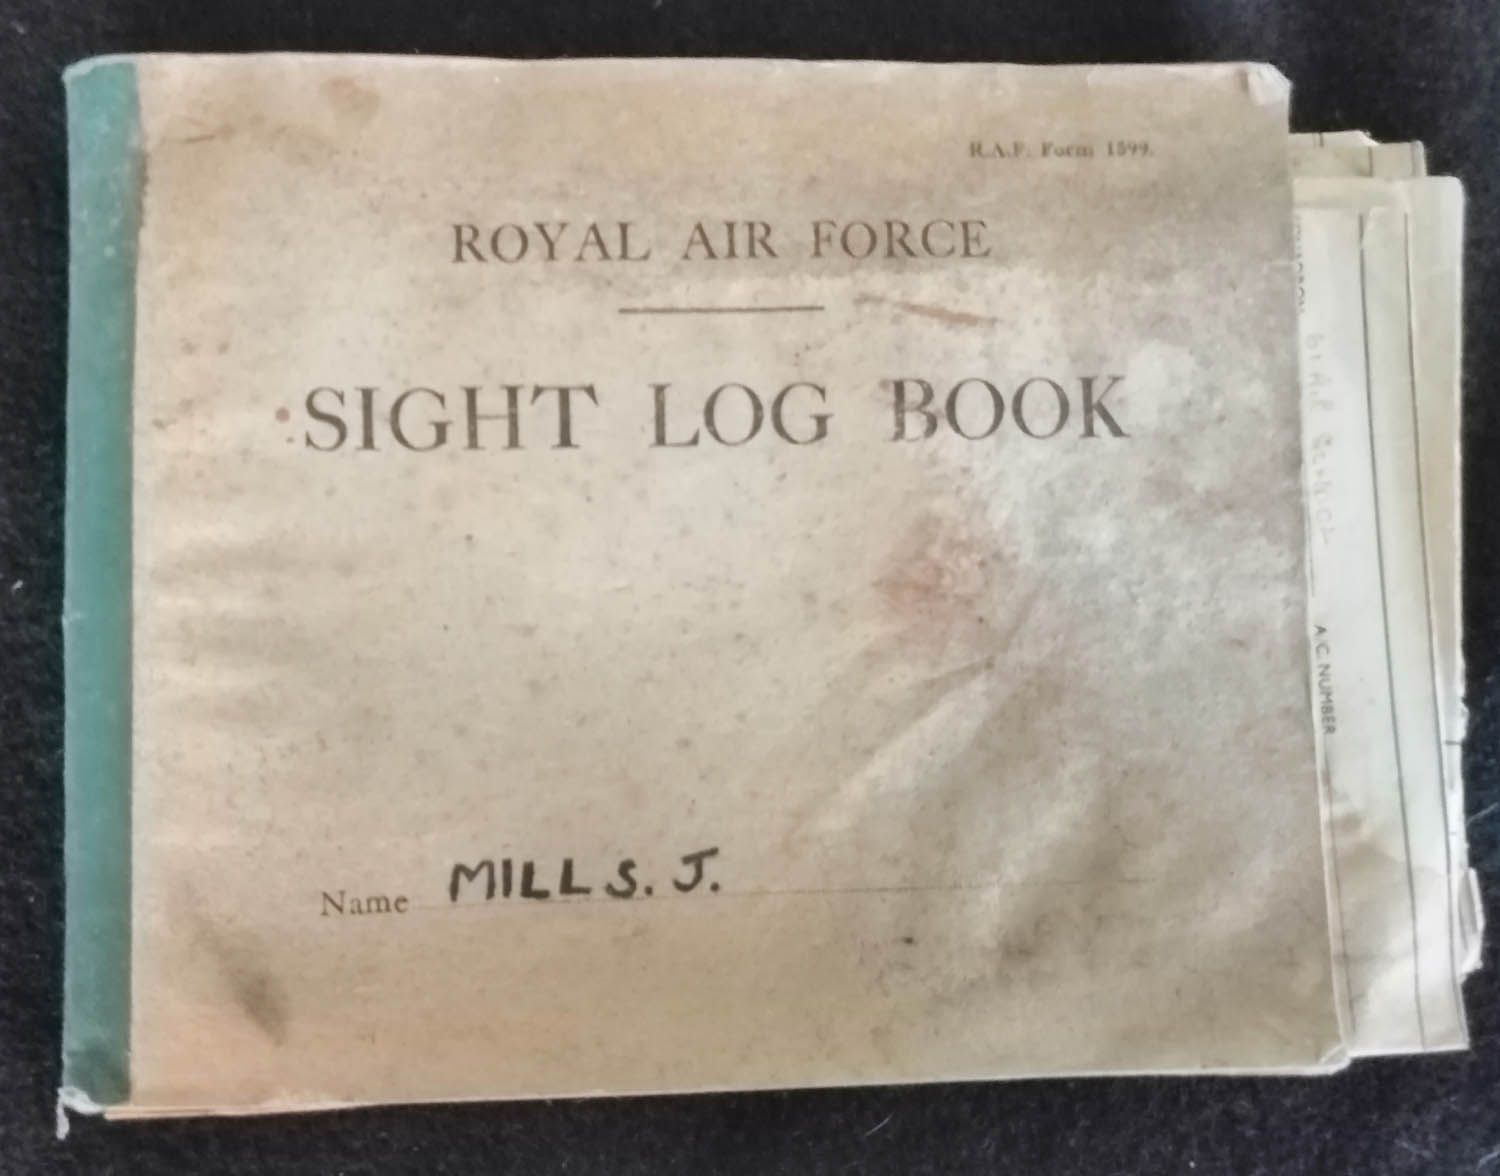 R.A.F. Form 1599.
ROYAL AIR FORCE
SIGHT LOG BOOK
Name MILLS. J.
A/C. NUMBER